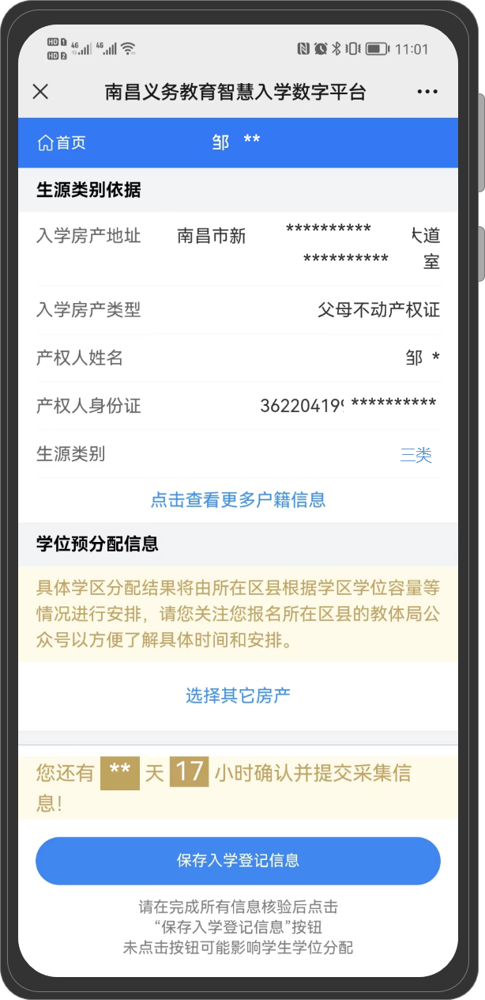 HD 1 4G 4G 11:01
HD 2
南昌义务教育智慧入学数字平台
首页 邹 **
生源类别依据
入学房产地址 南昌市新 ********** 大道
********** 室
入学房产类型 父母不动产权证
产权人姓名 邹 *
产权人身份证 362204199 **********
生源类别 三类
点击查看更多户籍信息
学位预分配信息
具体学区分配结果将由所在区县根据学区学位容量等
情况进行安排，请您关注您报名所在区县的教体局公
众号以方便了解具体时间和安排。
选择其它房产
您还有 ** 天 17 小时确认并提交采集信
息！
保存入学登记信息
请在完成所有信息核验后点击
“保存入学登记信息”按钮
未点击按钮可能影响学生学位分配